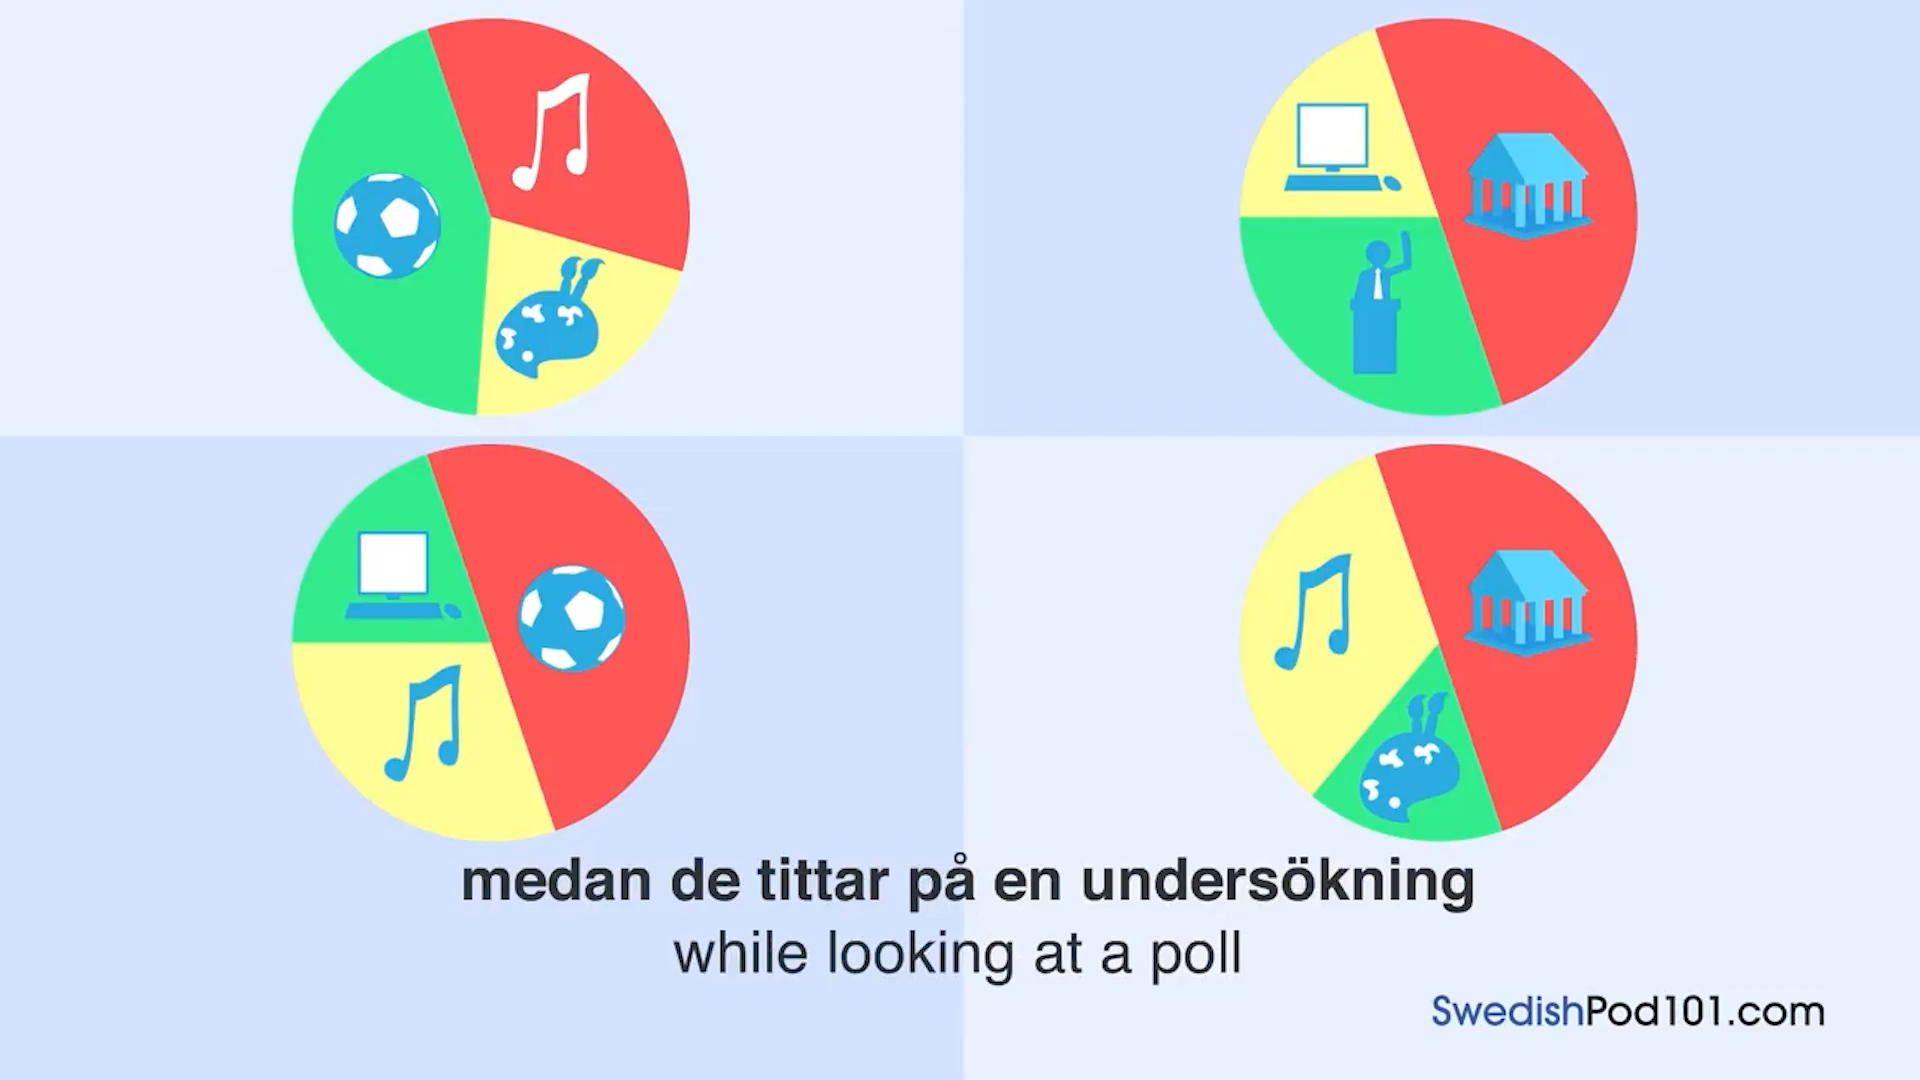 medan de tittar på en undersökning
while looking at a poll
SwedishPod101.com